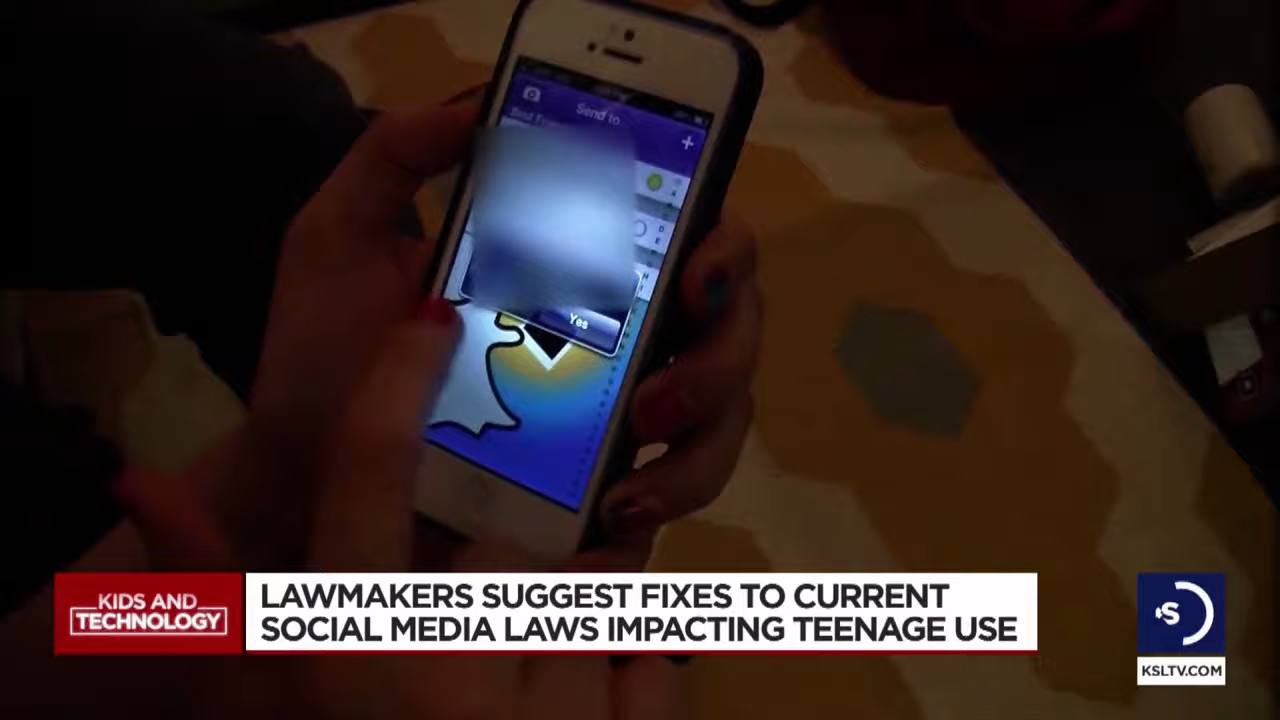 Send to
+
Yes
KIDS AND
TECHNOLOGY
LAWMAKERS SUGGEST FIXES TO CURRENT
SOCIAL MEDIA LAWS IMPACTING TEENAGE USE
S
KSLTV.COM